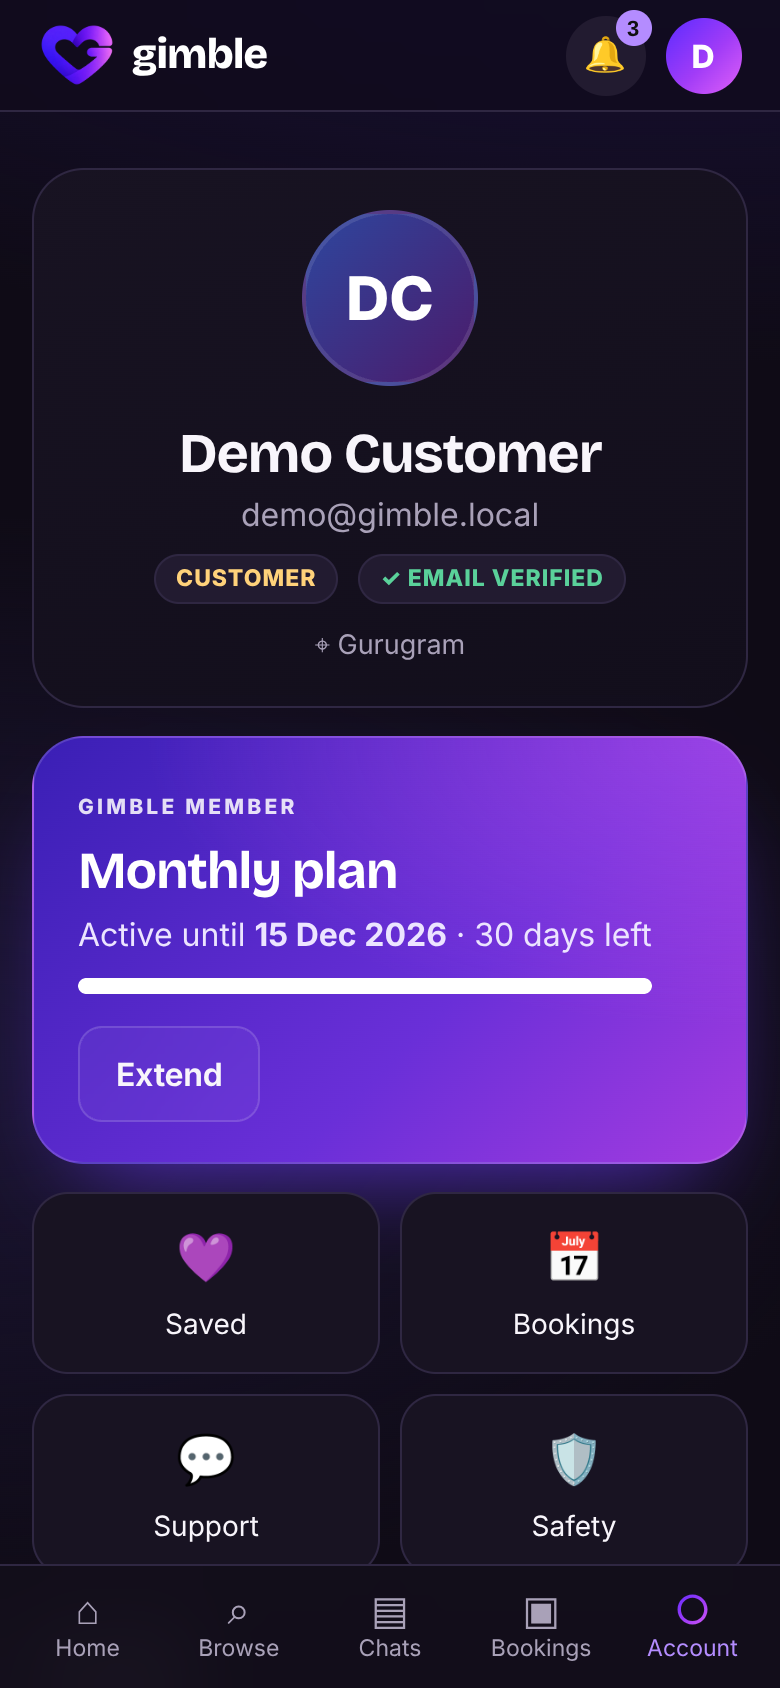 gimble
3
D
DC
Demo Customer
demo@gimble.local
CUSTOMER
✓ EMAIL VERIFIED
⌖ Gurugram
GIMBLE MEMBER
Monthly plan
Active until 15 Dec 2026 · 30 days left
Extend
Saved
July
17
Bookings
Support
Safety
Home
Browse
Chats
Bookings
Account